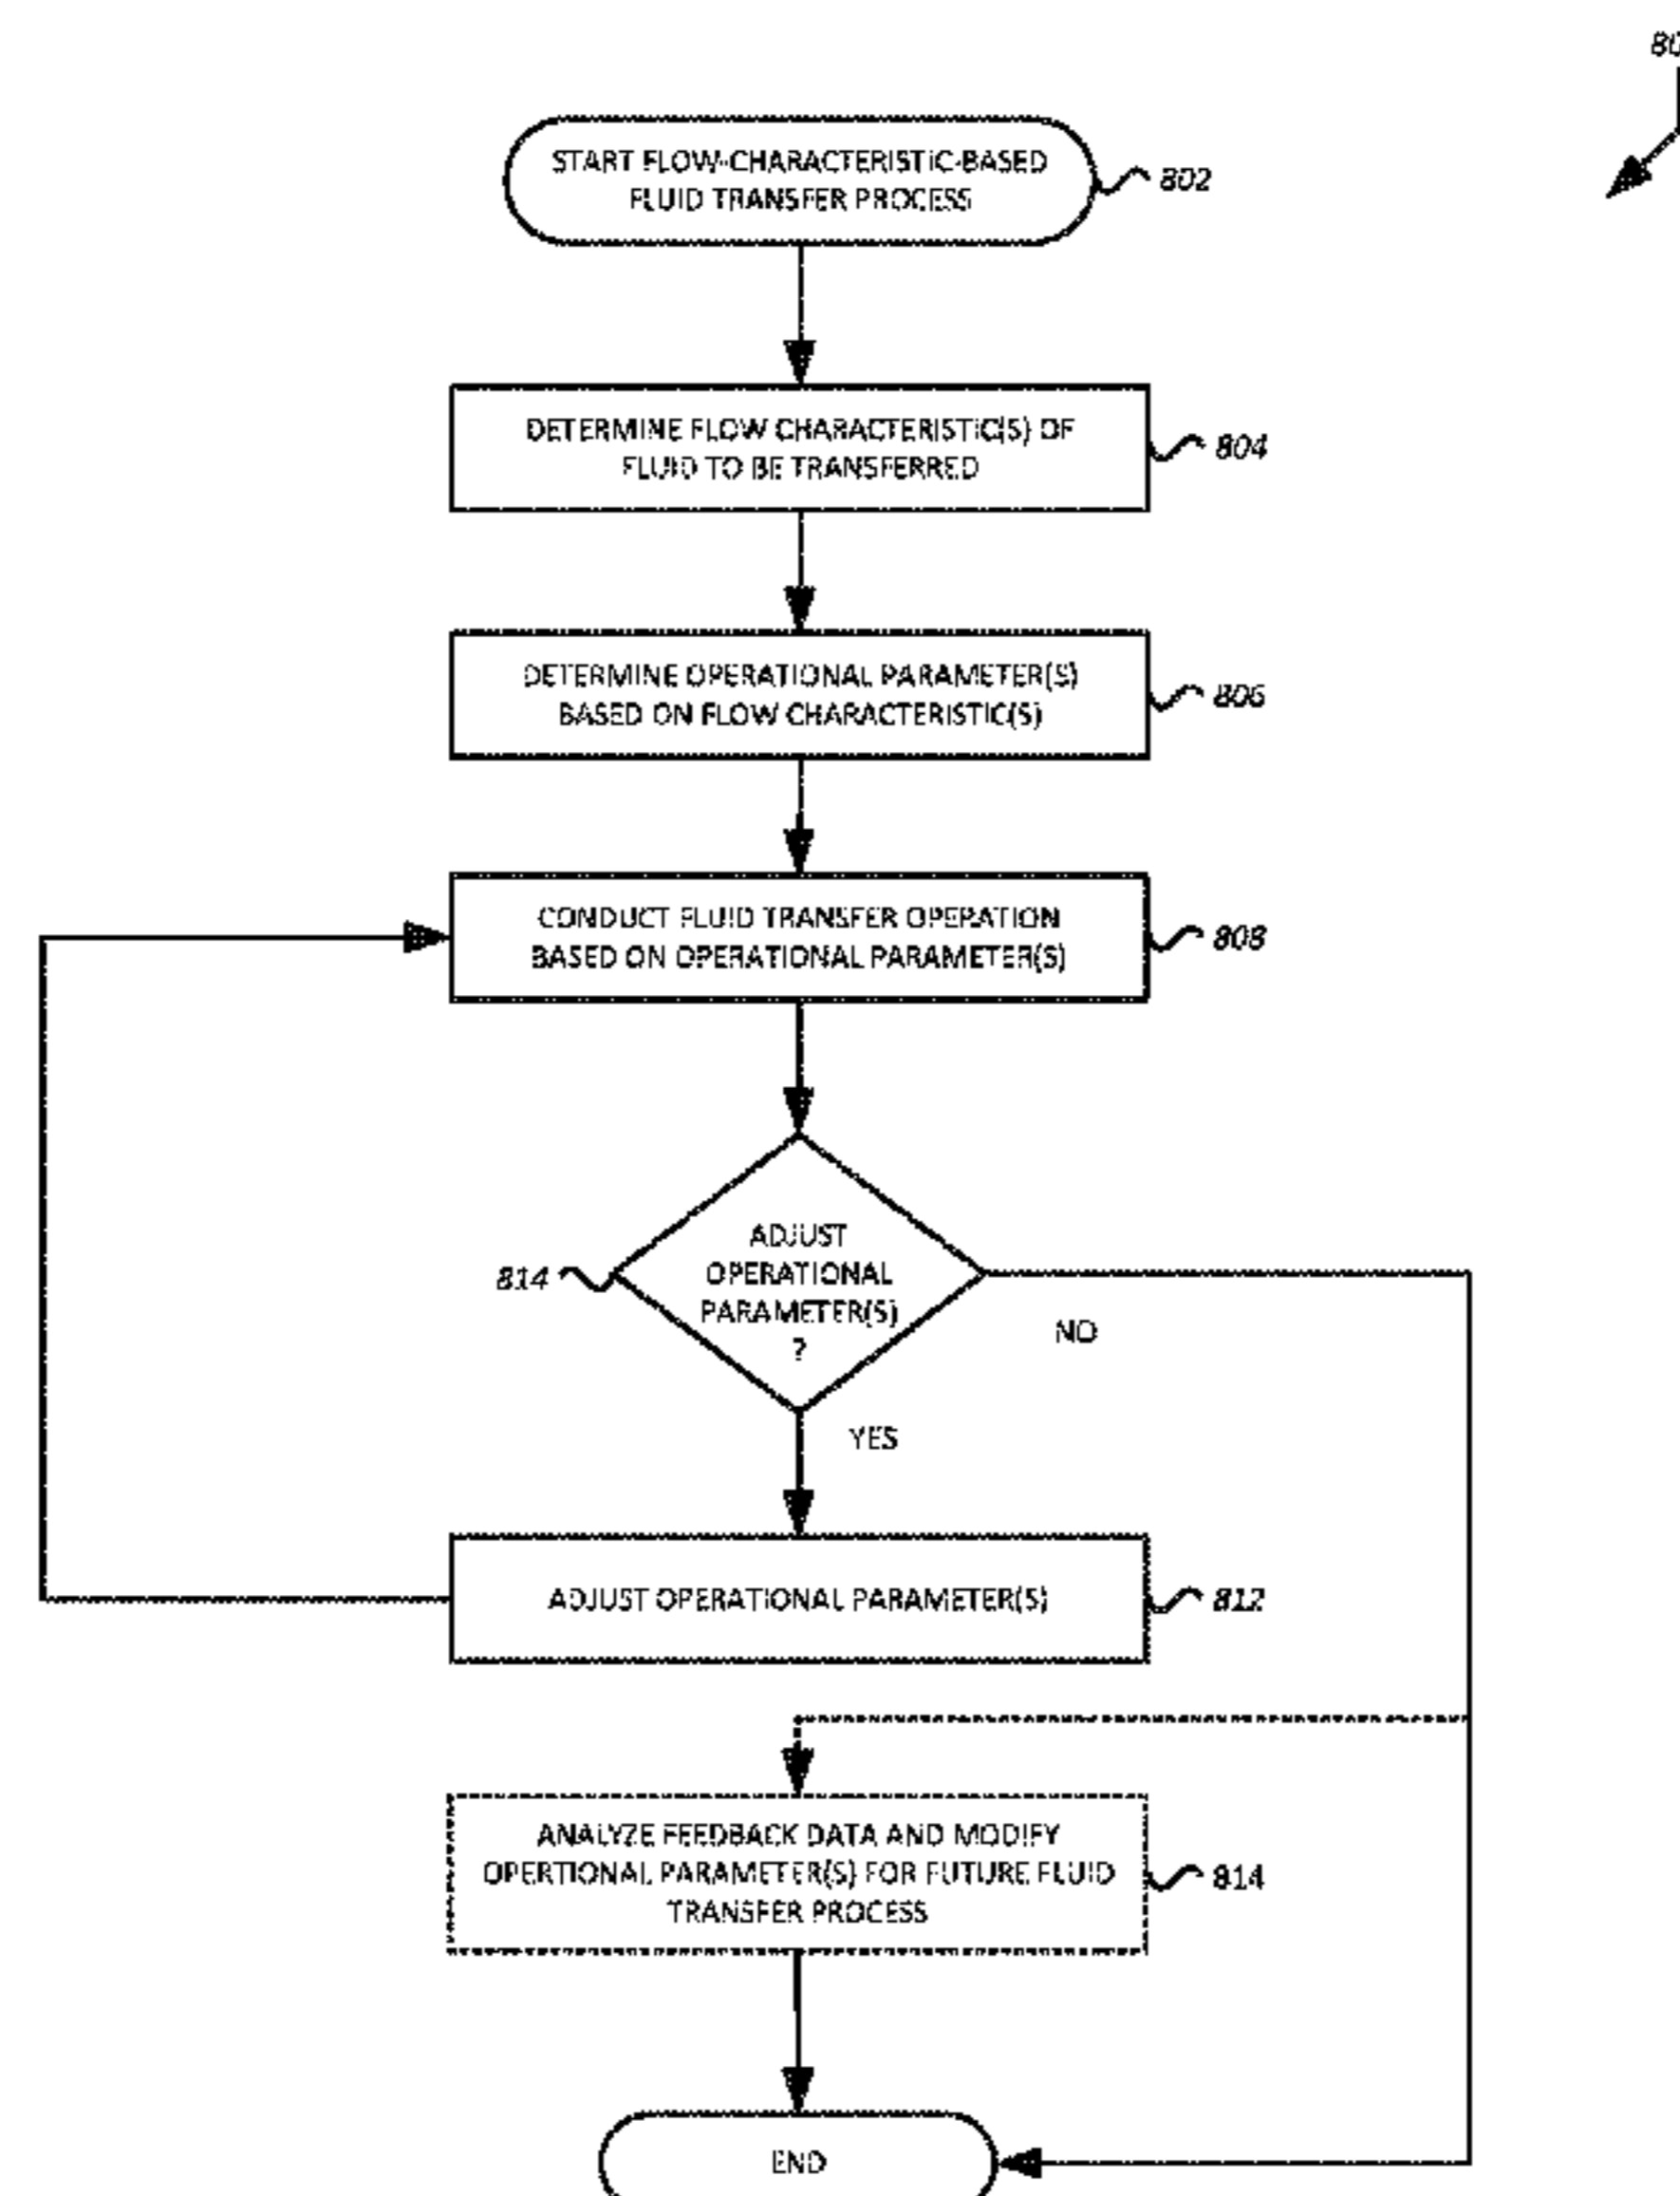 80
START FLOW-CHARACTERISTIC-BASED
FLUID TRANSFER PROCESS
802
DETERMINE FLOW CHARACTERISTIC(S) OF
FLUID TO BE TRANSFERRED
804
DETERMINE OPERATIONAL PARAMETER(S)
BASED ON FLOW CHARACTERISTIC(S)
806
CONDUCT FLUID TRANSFER OPERATION
BASED ON OPERATIONAL PARAMETER(S)
808
ADJUST
OPERATIONAL
PARAMETER(S)
?
814
NO
YES
ADJUST OPERATIONAL PARAMETER(S)
812
ANALYZE FEEDBACK DATA AND MODIFY
OPERTIONAL PARAMETER(S) FOR FUTURE FLUID
TRANSFER PROCESS
814
END